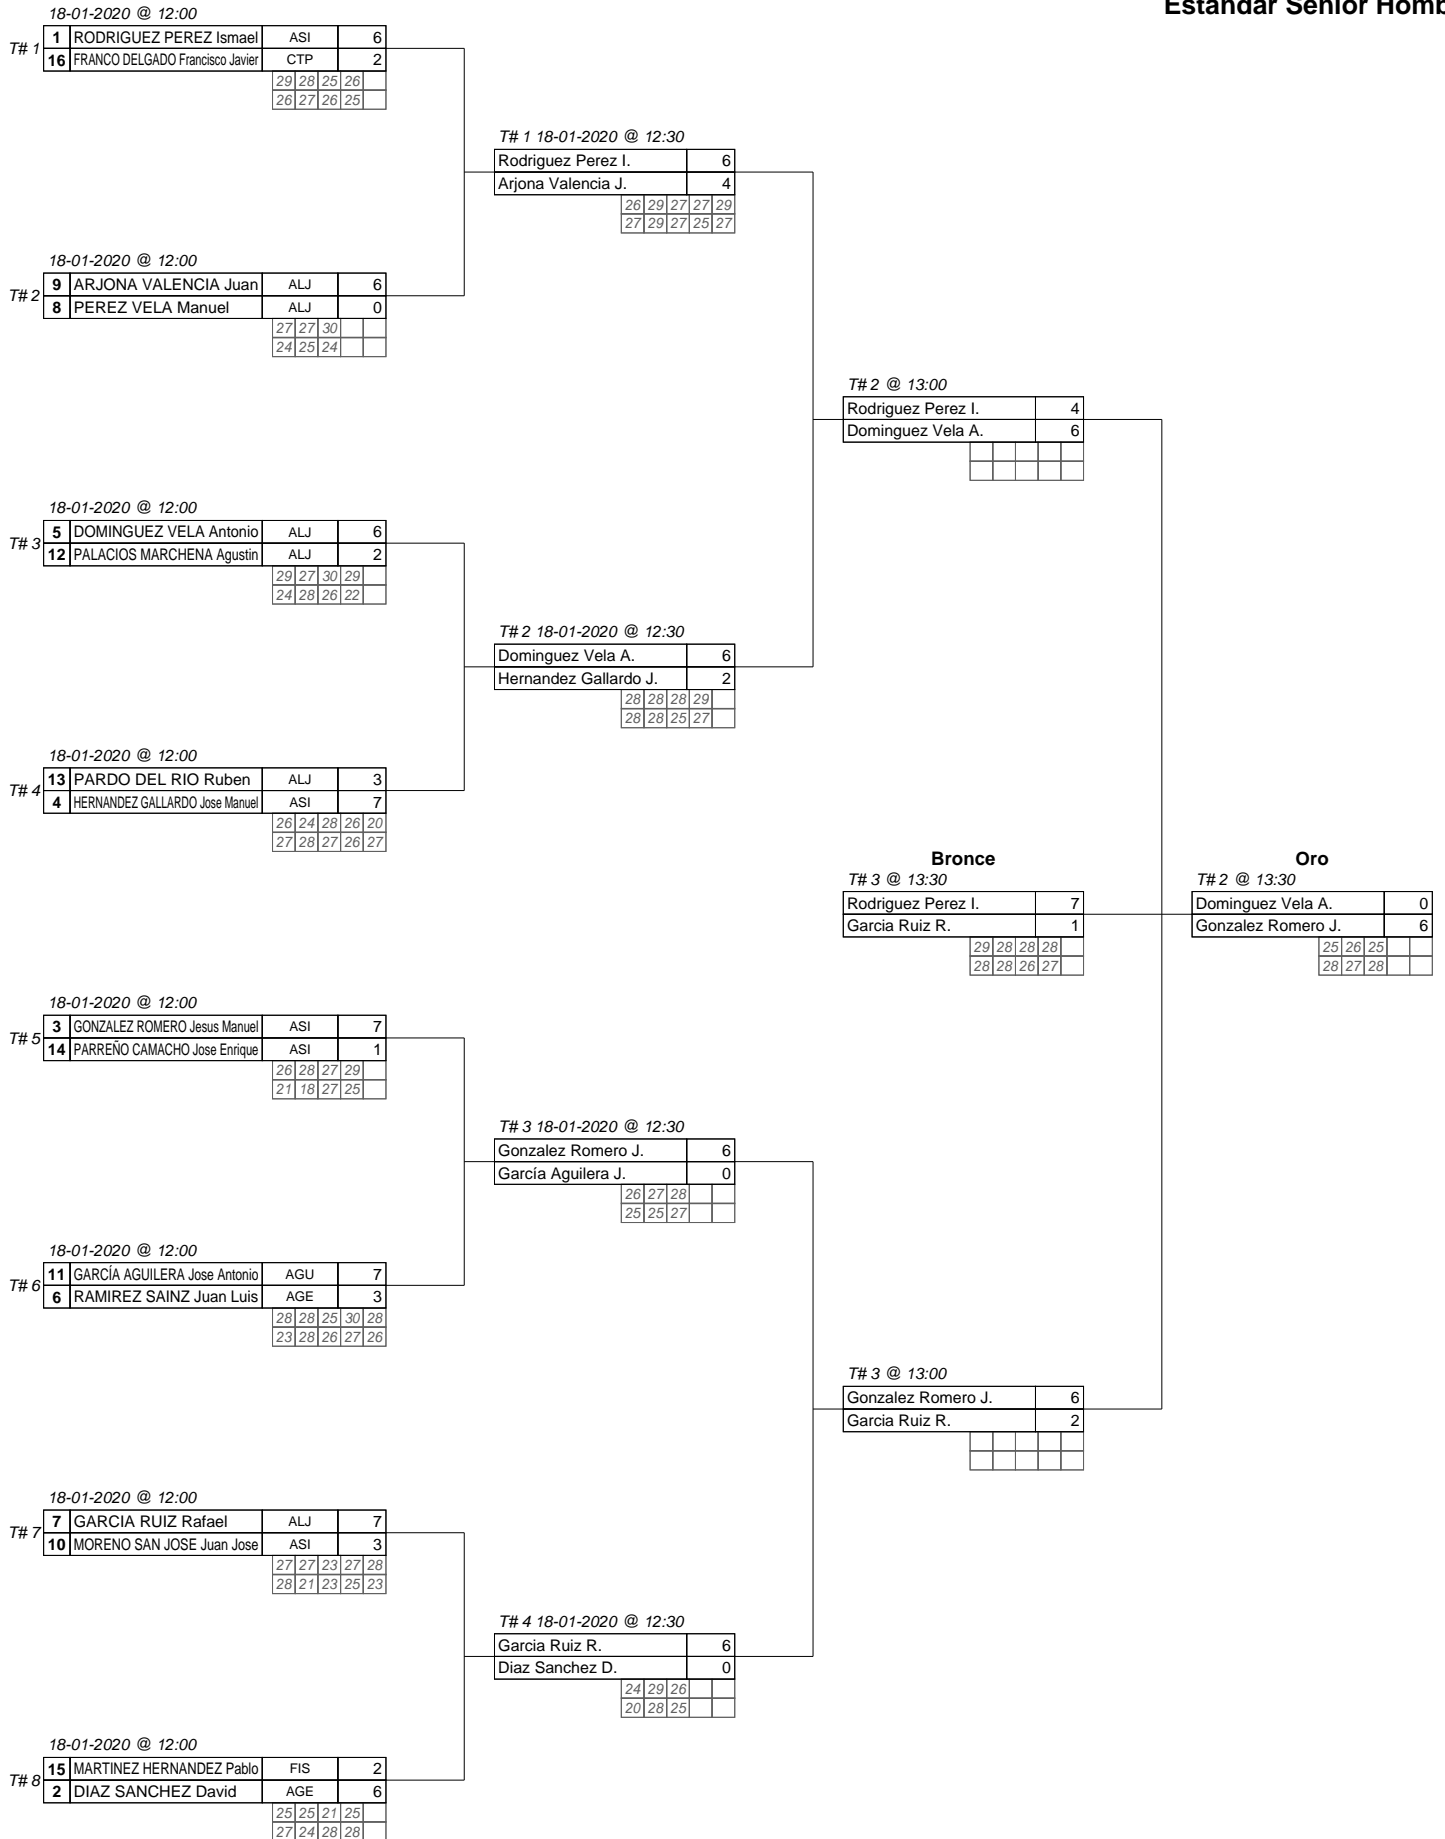 Estándar Senior Homb
18-01-2020 @ 12:00
T# 1
1 RODRIGUEZ PEREZ Ismael ASI 6
16 FRANCO DELGADO Francisco Javier CTP 2
29 28 25 26
26 27 26 25
T# 1 18-01-2020 @ 12:30
Rodriguez Perez I. 6
Arjona Valencia J. 4
26 29 27 27 29
27 29 27 25 27
18-01-2020 @ 12:00
T# 2
9 ARJONA VALENCIA Juan ALJ 6
8 PEREZ VELA Manuel ALJ 0
27 27 30
24 25 24
T# 2 @ 13:00
Rodriguez Perez I. 4
Dominguez Vela A. 6
18-01-2020 @ 12:00
T# 3
5 DOMINGUEZ VELA Antonio ALJ 6
12 PALACIOS MARCHENA Agustin ALJ 2
29 27 30 29
24 28 26 22
T# 2 18-01-2020 @ 12:30
Dominguez Vela A. 6
Hernandez Gallardo J. 2
28 28 28 29
28 28 25 27
18-01-2020 @ 12:00
T# 4
13 PARDO DEL RIO Ruben ALJ 3
4 HERNANDEZ GALLARDO Jose Manuel ASI 7
26 24 28 26 20
27 28 27 26 27
Bronce
T# 3 @ 13:30
Rodriguez Perez I. 7
Garcia Ruiz R. 1
29 28 28 28
28 28 26 27
Oro
T# 2 @ 13:30
Dominguez Vela A. 0
Gonzalez Romero J. 6
25 26 25
28 27 28
18-01-2020 @ 12:00
T# 5
3 GONZALEZ ROMERO Jesus Manuel ASI 7
14 PARREÑO CAMACHO Jose Enrique ASI 1
26 28 27 29
21 18 27 25
T# 3 18-01-2020 @ 12:30
Gonzalez Romero J. 6
García Aguilera J. 0
26 27 28
25 25 27
18-01-2020 @ 12:00
T# 6
11 GARCÍA AGUILERA Jose Antonio AGU 7
6 RAMIREZ SAINZ Juan Luis AGE 3
28 28 25 30 28
23 28 26 27 26
T# 3 @ 13:00
Gonzalez Romero J. 6
Garcia Ruiz R. 2
18-01-2020 @ 12:00
T# 7
7 GARCIA RUIZ Rafael ALJ 7
10 MORENO SAN JOSE Juan Jose ASI 3
27 27 23 27 28
28 21 23 25 23
T# 4 18-01-2020 @ 12:30
Garcia Ruiz R. 6
Diaz Sanchez D. 0
24 29 26
20 28 25
18-01-2020 @ 12:00
T# 8
15 MARTINEZ HERNANDEZ Pablo FIS 2
2 DIAZ SANCHEZ David AGE 6
25 25 21 25
27 24 28 28